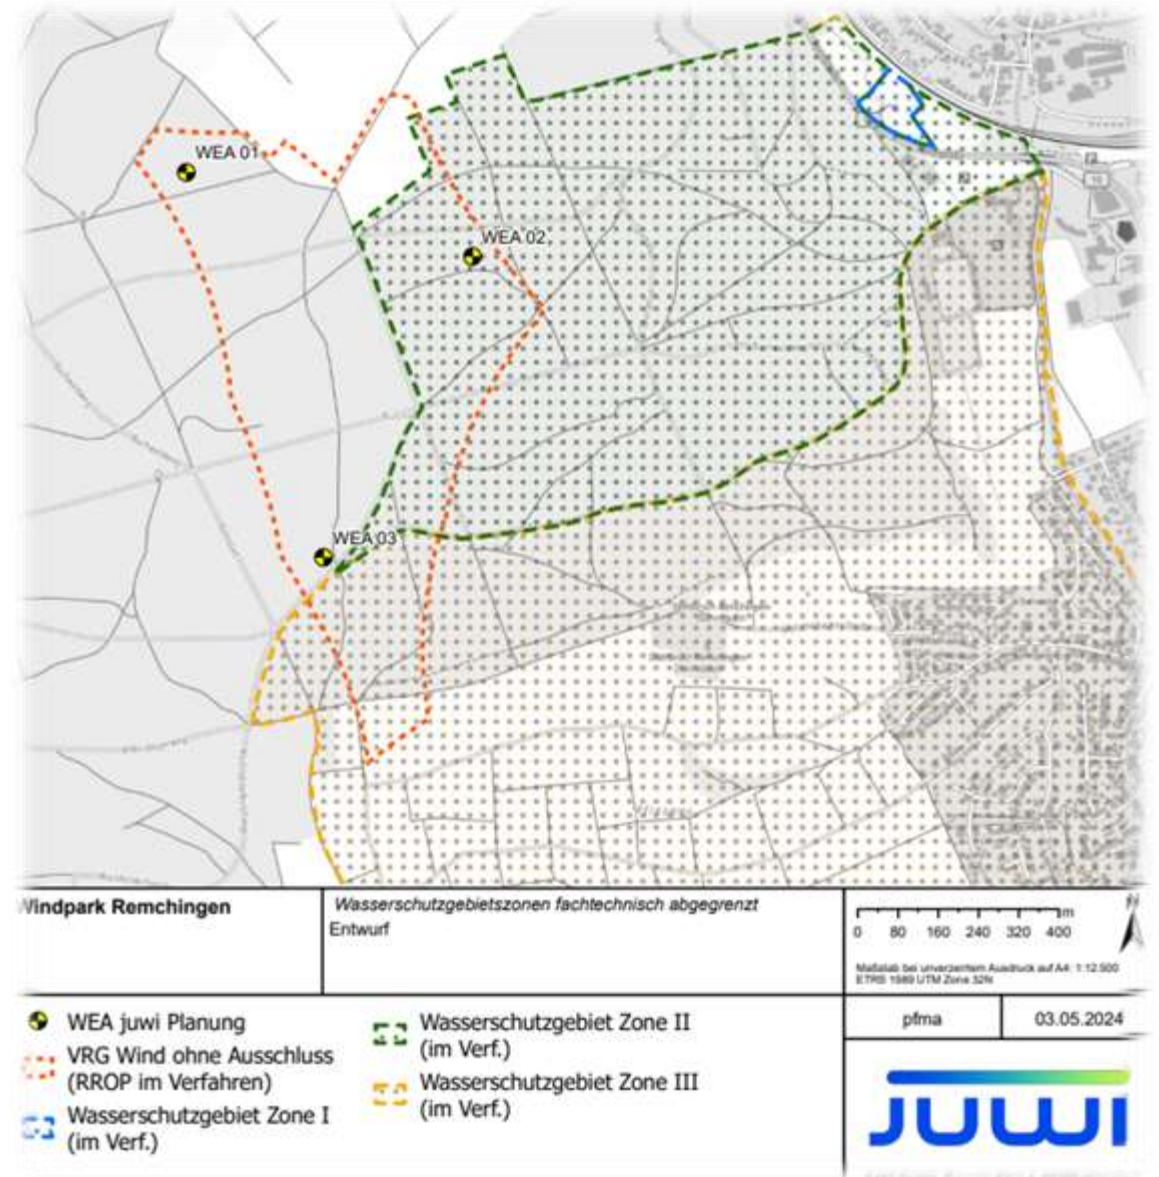 WEA 01
WEA 02
WEA 03
Windpark Remchingen
Wasserschutzgebietszonen fachtechnisch abgegrenzt
Entwurf
0 80 160 240 320 400 m
Maßstab bei unverzerrtem Ausdruck auf A4: 1:12.500
ETRS 1989 UTM Zone 32N
pfma
03.05.2024
WEA juwi Planung
VRG Wind ohne Ausschluss
(RROP im Verfahren)
Wasserschutzgebiet Zone I
(im Verf.)
Wasserschutzgebiet Zone II
(im Verf.)
Wasserschutzgebiet Zone III
(im Verf.)
JUWI